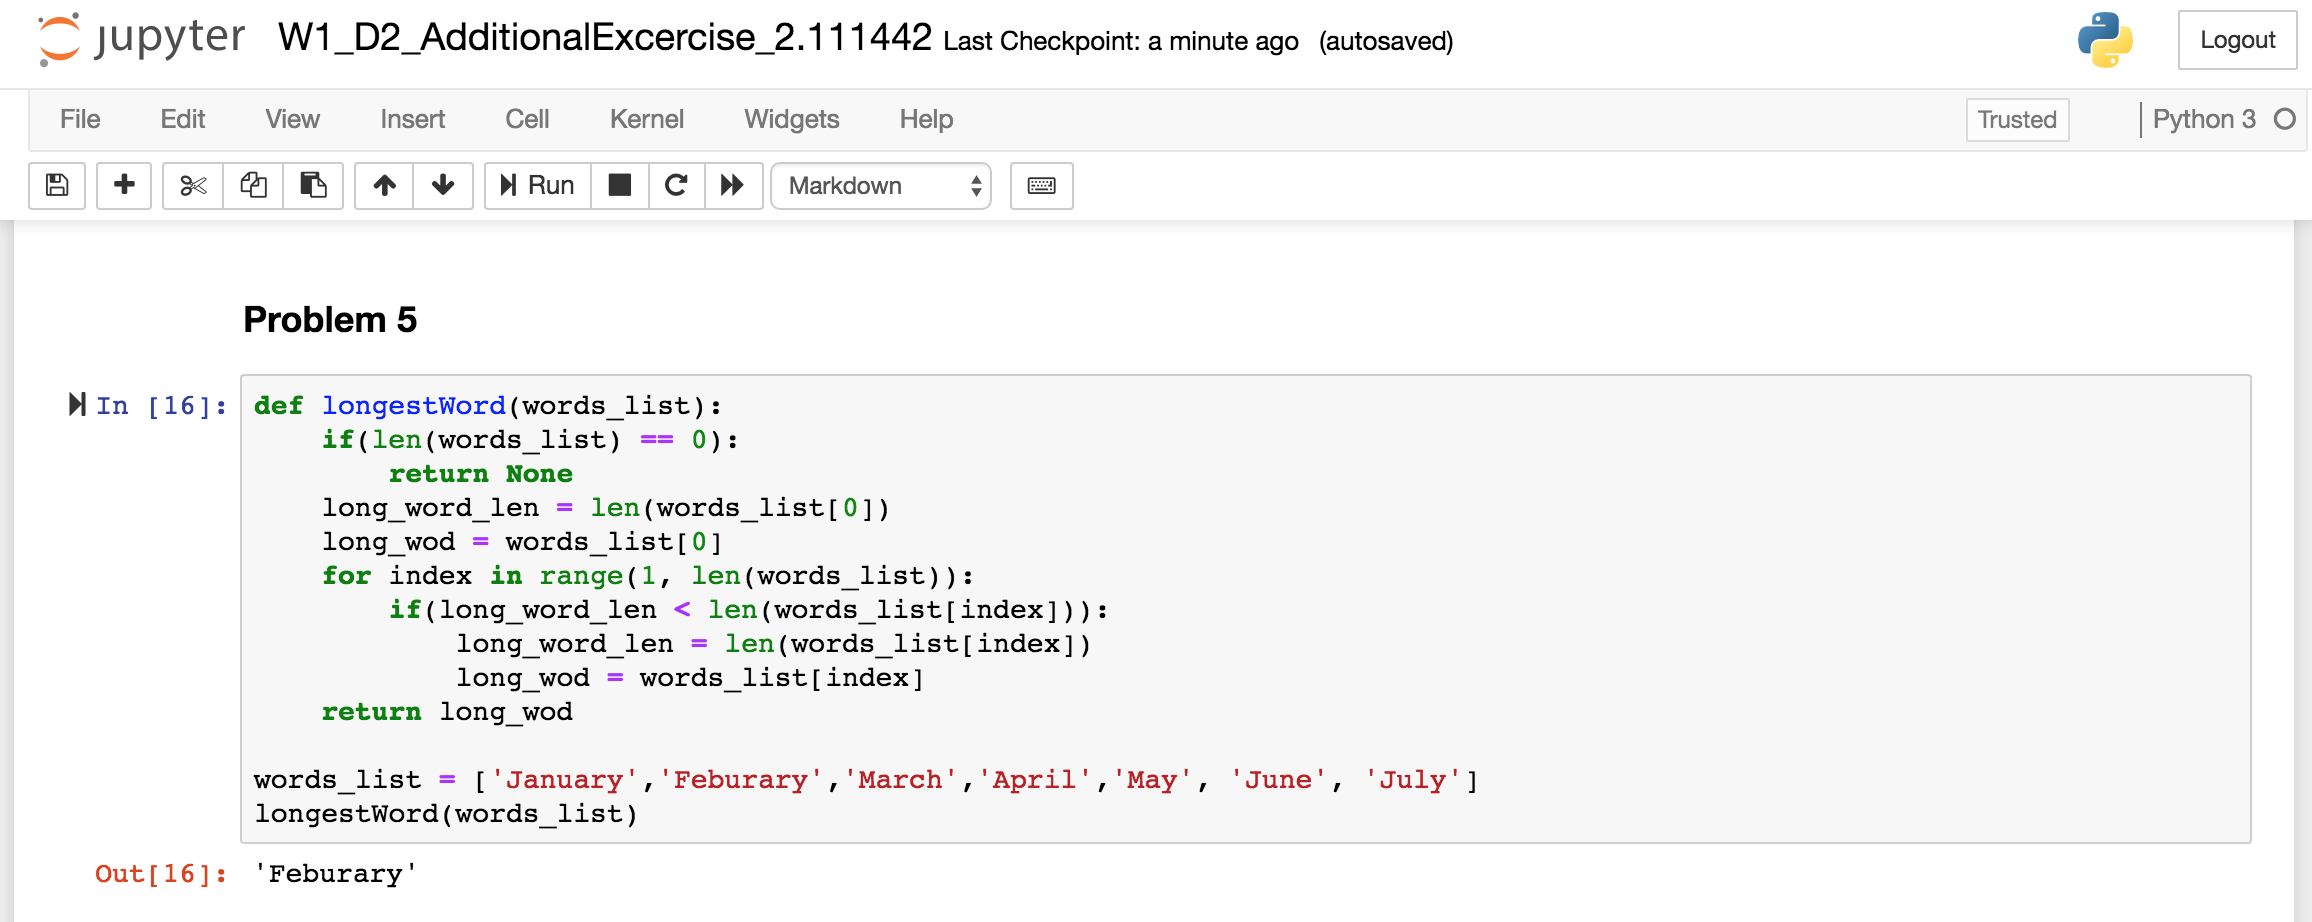 jupyter W1_D2_AdditionalExcercise_2.111442 Last Checkpoint: a minute ago (autosaved) Logout
File Edit View Insert Cell Kernel Widgets Help Trusted Python 3
Run Markdown
Problem 5
In [16]: def longestWord(words_list):
    if(len(words_list) == 0):
        return None
    long_word_len = len(words_list[0])
    long_wod = words_list[0]
    for index in range(1, len(words_list)):
        if(long_word_len < len(words_list[index])):
            long_word_len = len(words_list[index])
            long_wod = words_list[index]
    return long_wod
words_list = ['January','Feburary','March','April','May', 'June', 'July']
longestWord(words_list)
Out[16]: 'Feburary'